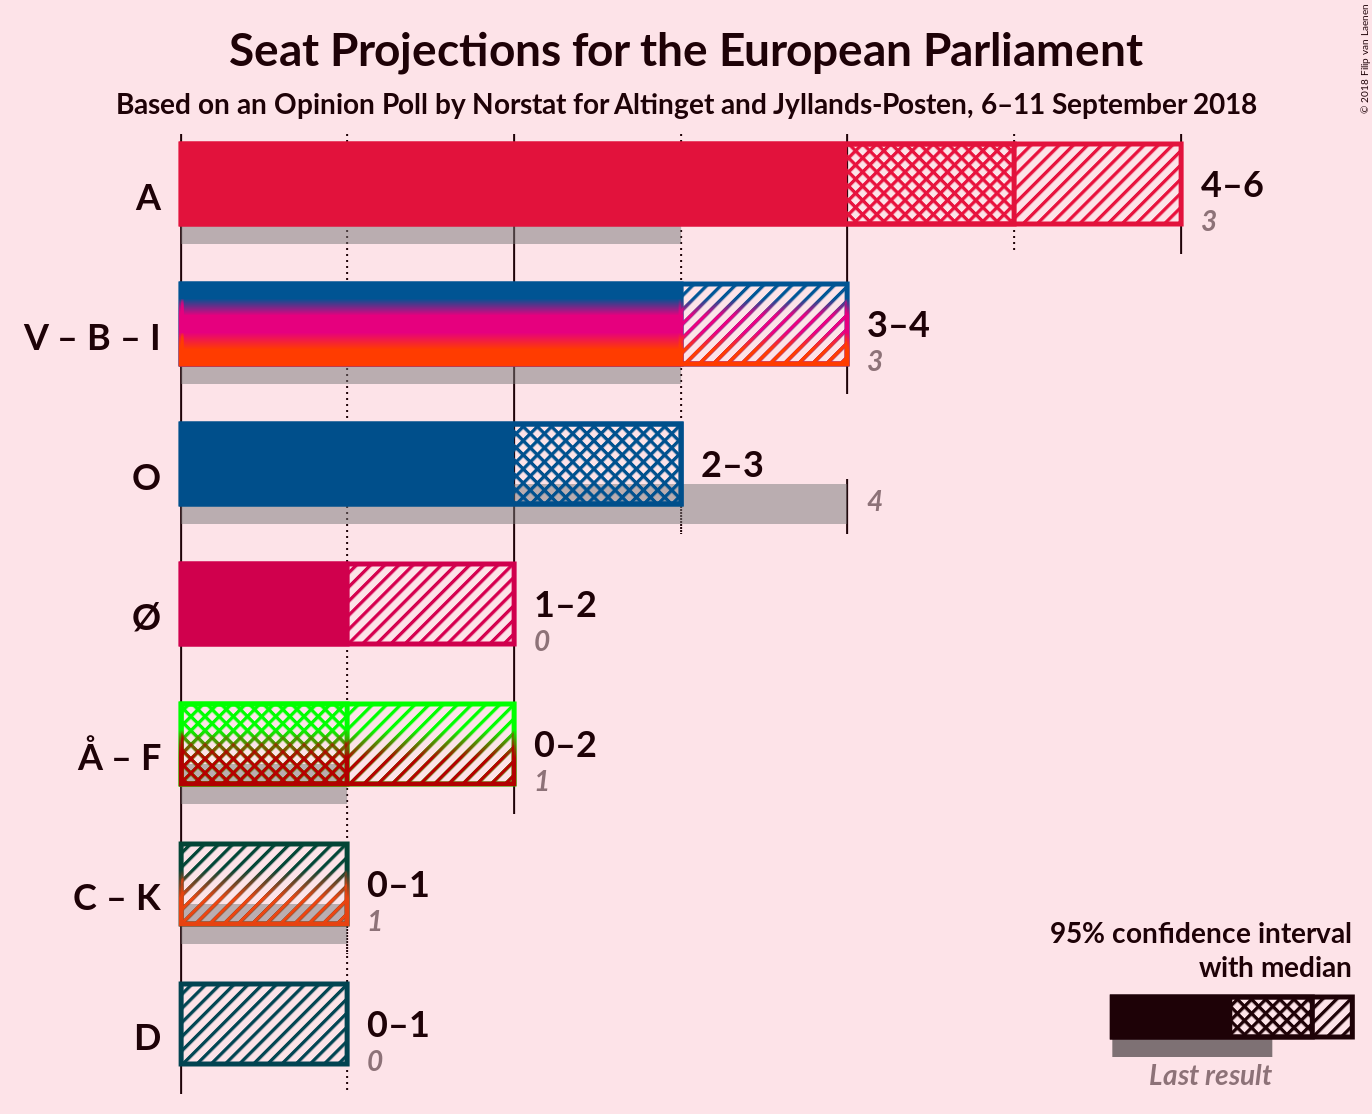 Seat Projections for the European Parliament
Based on an Opinion Poll by Norstat for Altinget and Jyllands-Posten, 6–11 September 2018
© 2018 Filip van Laenen
A
4–6
3
V – B – I
3–4
3
O
2–3
4
Ø
1–2
0
Å – F
0–2
1
C – K
0–1
1
D
0–1
0
95% confidence interval
with median
Last result